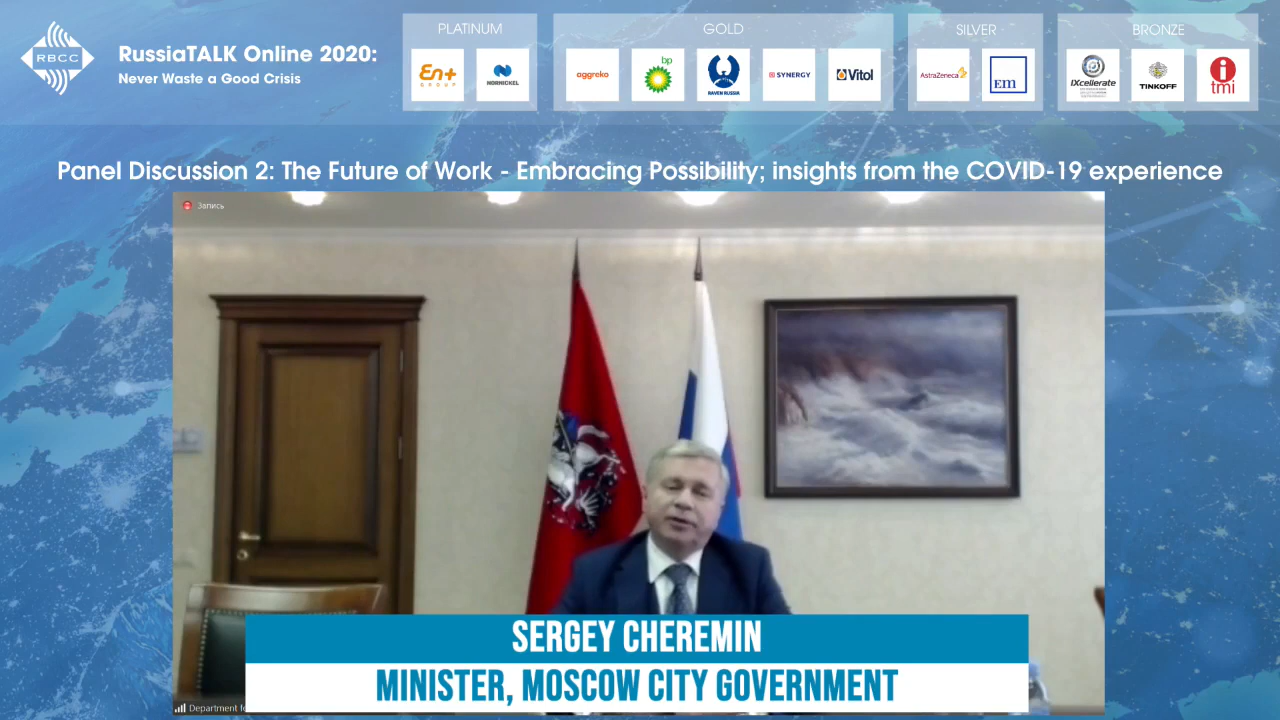 RBCC
RussiaTALK Online 2020:
Never Waste a Good Crisis
PLATINUM
GOLD
SILVER
BRONZE
En+
GROUP
NORNICKEL
aggreko
bp
HAVEN RUSSIA
SYNERGY
Vitol
AstraZeneca
EM
IXcellerate
TINKOFF
i
tmi
Panel Discussion 2: The Future of Work - Embracing Possibility; insights from the COVID-19 experience
Запись
SERGEY CHEREMIN
MINISTER, MOSCOW CITY GOVERNMENT
Department fo